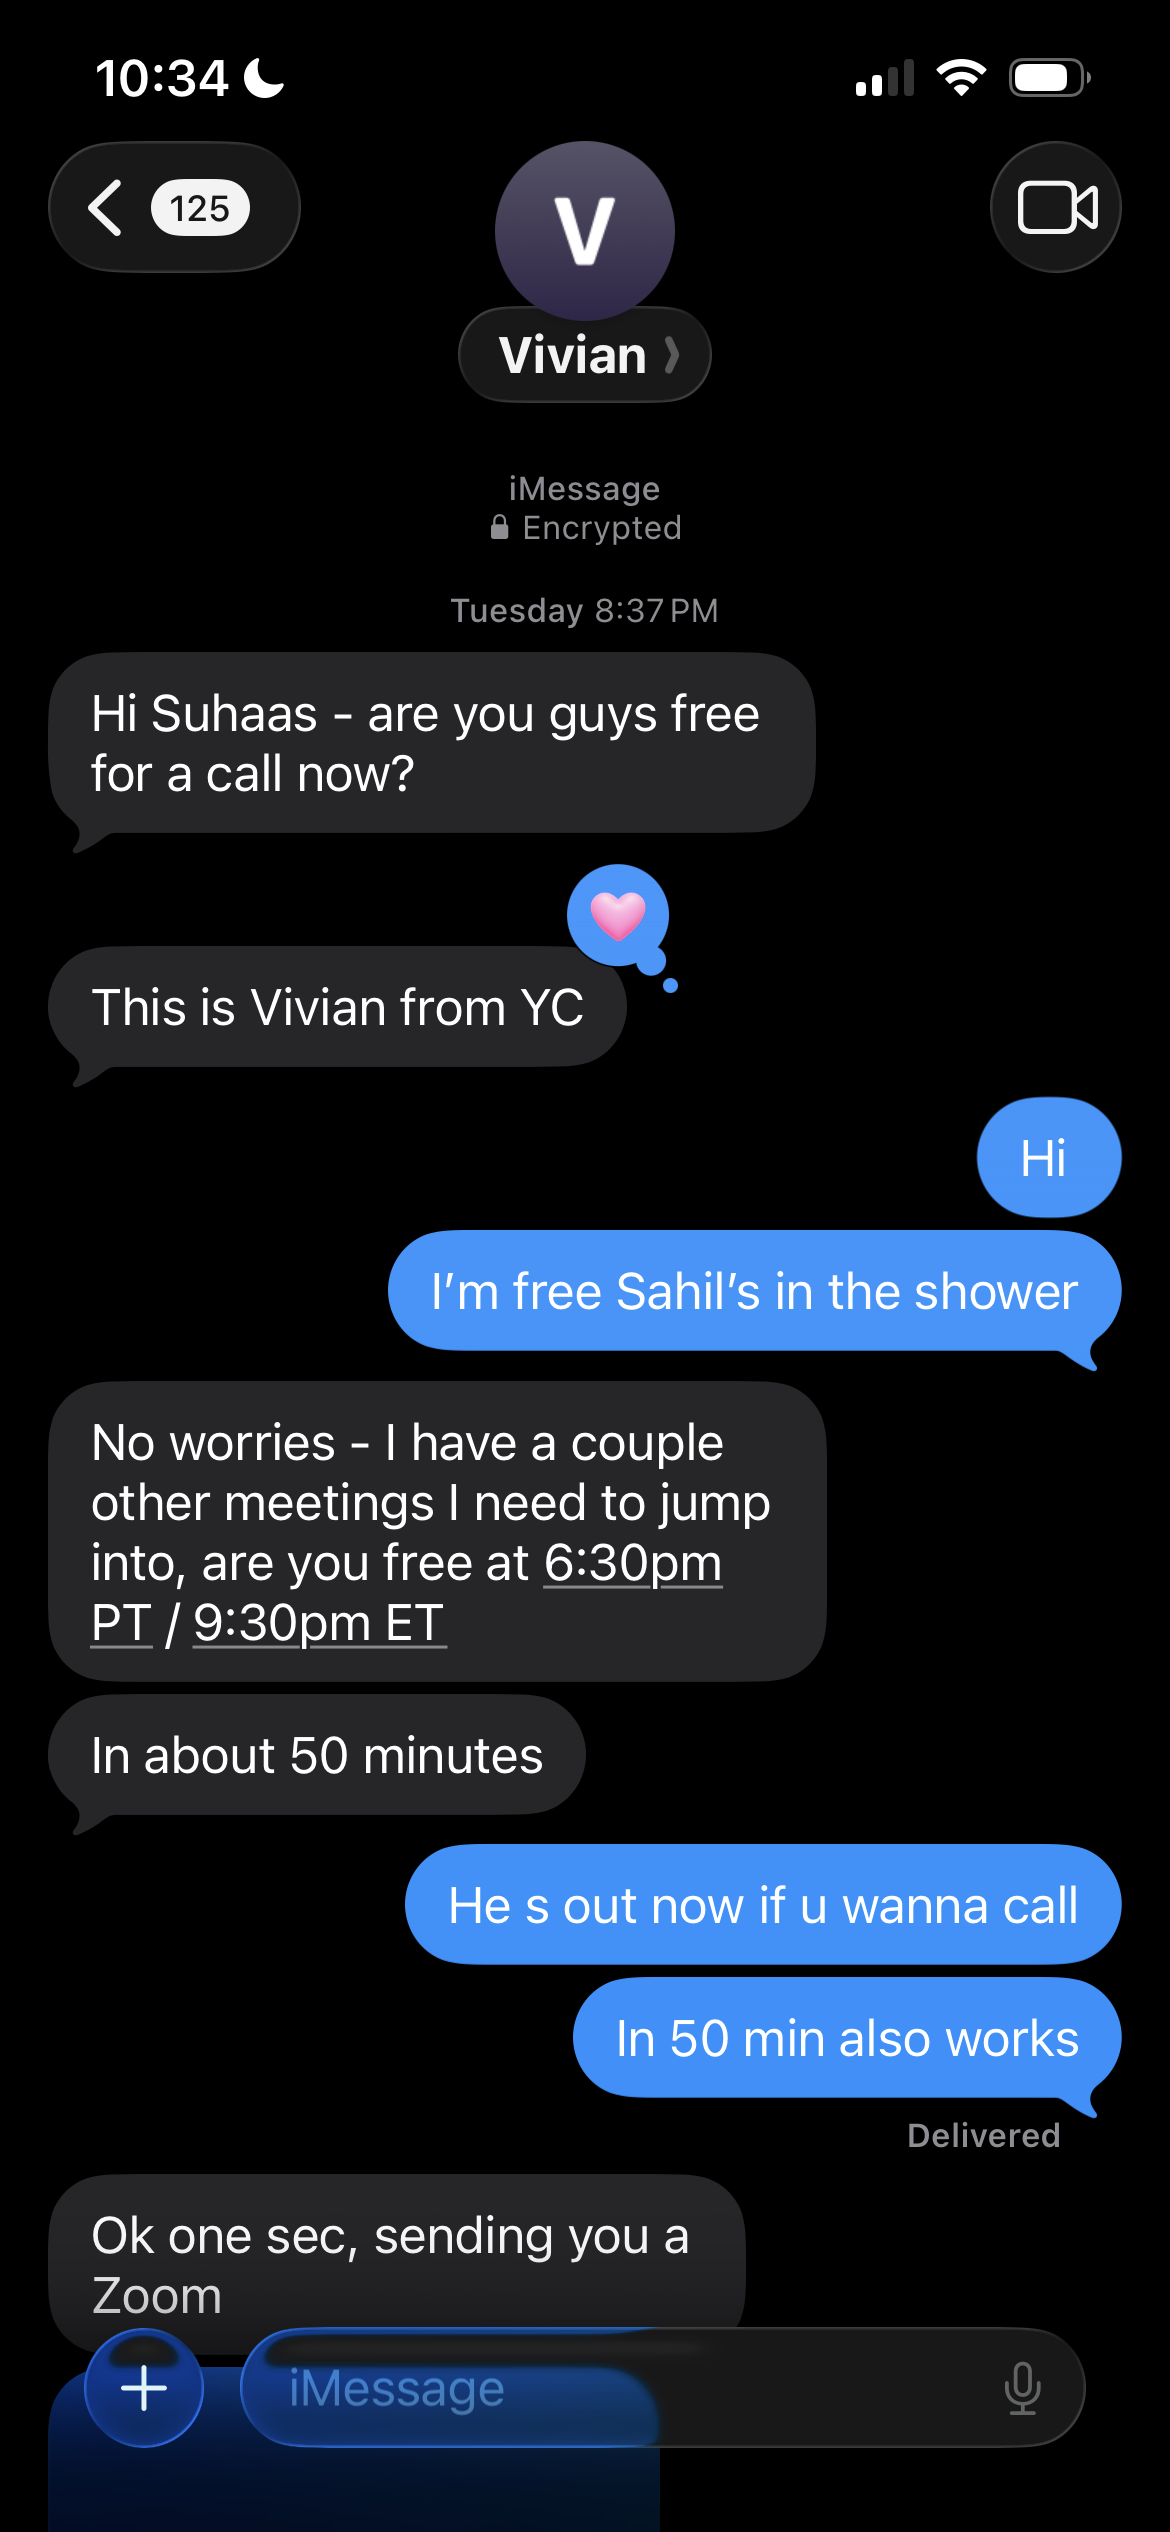 10:34
125
V
Vivian
iMessage
Encrypted
Tuesday 8:37 PM
Hi Suhaas - are you guys free
for a call now?
This is Vivian from YC
Hi
I’m free Sahil’s in the shower
No worries - I have a couple
other meetings I need to jump
into, are you free at 6:30pm
PT / 9:30pm ET
In about 50 minutes
He s out now if u wanna call
In 50 min also works
Delivered
Ok one sec, sending you a
Zoom
iMessage